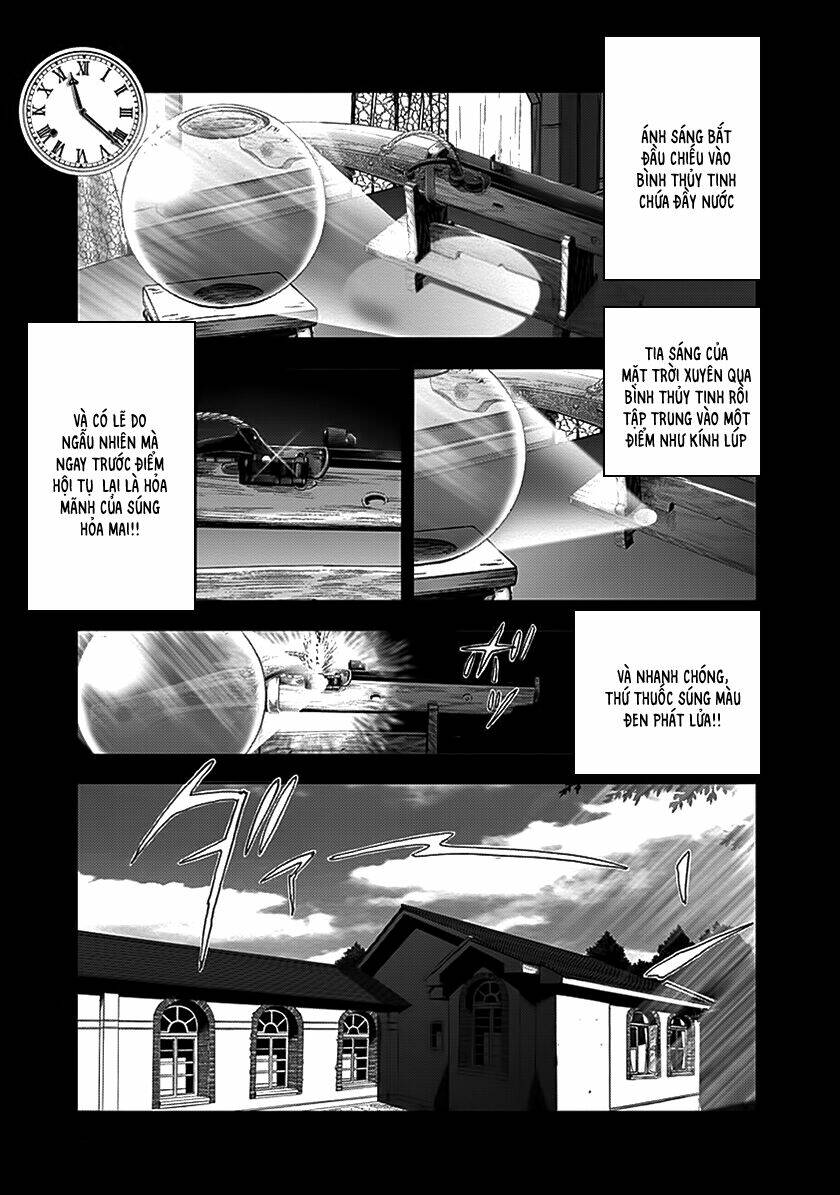 ÁNH SÁNG BẮT
ĐẦU CHIẾU VÀO
BÌNH THỦY TINH
CHỨA ĐẦY NƯỚC
TIA SÁNG CỦA
MẶT TRỜI XUYÊN QUA
BÌNH THỦY TINH RỒI
TẬP TRUNG VÀO MỘT
ĐIỂM NHƯ KÍNH LÚP
VÀ CÓ LẼ DO
NGẪU NHIÊN MÀ
NGAY TRƯỚC ĐIỂM
HỘI TỤ LẠI LÀ HỎA
MÃNH CỦA SÚNG
HỎA MAI!!
VÀ NHANH CHÓNG,
THỨ THUỐC SÚNG MÀU
ĐEN PHÁT LỬA!!
ボッ